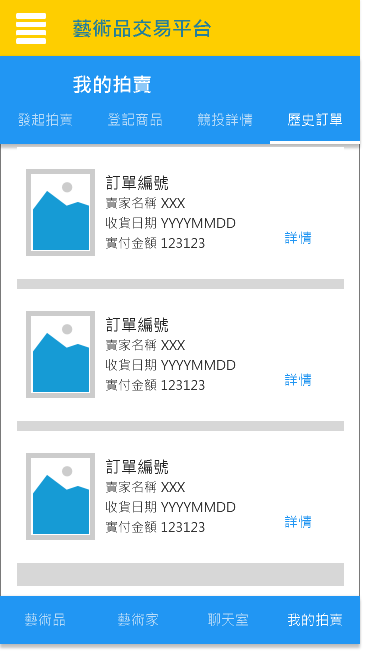 藝術品交易平台
我的拍賣
發起拍賣 登記商品 競投詳情 歷史訂單
訂單編號
賣家名稱 XXX
收貨日期 YYYYMMDD
實付金額 123123
詳情
訂單編號
賣家名稱 XXX
收貨日期 YYYYMMDD
實付金額 123123
詳情
訂單編號
賣家名稱 XXX
收貨日期 YYYYMMDD
實付金額 123123
詳情
藝術品 藝術家 聊天室 我的拍賣